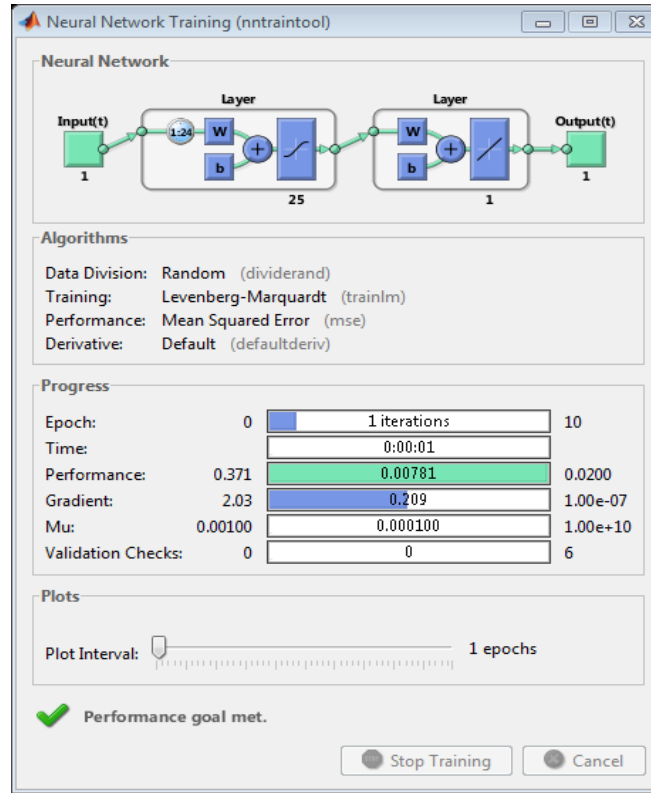 Neural Network Training (nntraintool)
Neural Network
Layer Layer
Input(t) Output(t)
1:24 W W
b b
+ +
1 25 1 1
Algorithms
Data Division: Random (dividerand)
Training: Levenberg-Marquardt (trainlm)
Performance: Mean Squared Error (mse)
Derivative: Default (defaultderiv)
Progress
Epoch: 0 1 iterations 10
Time: 0:00:01
Performance: 0.371 0.00781 0.0200
Gradient: 2.03 0.209 1.00e-07
Mu: 0.00100 0.000100 1.00e+10
Validation Checks: 0 0 6
Plots
Plot Interval: 1 epochs
Performance goal met.
Stop Training Cancel